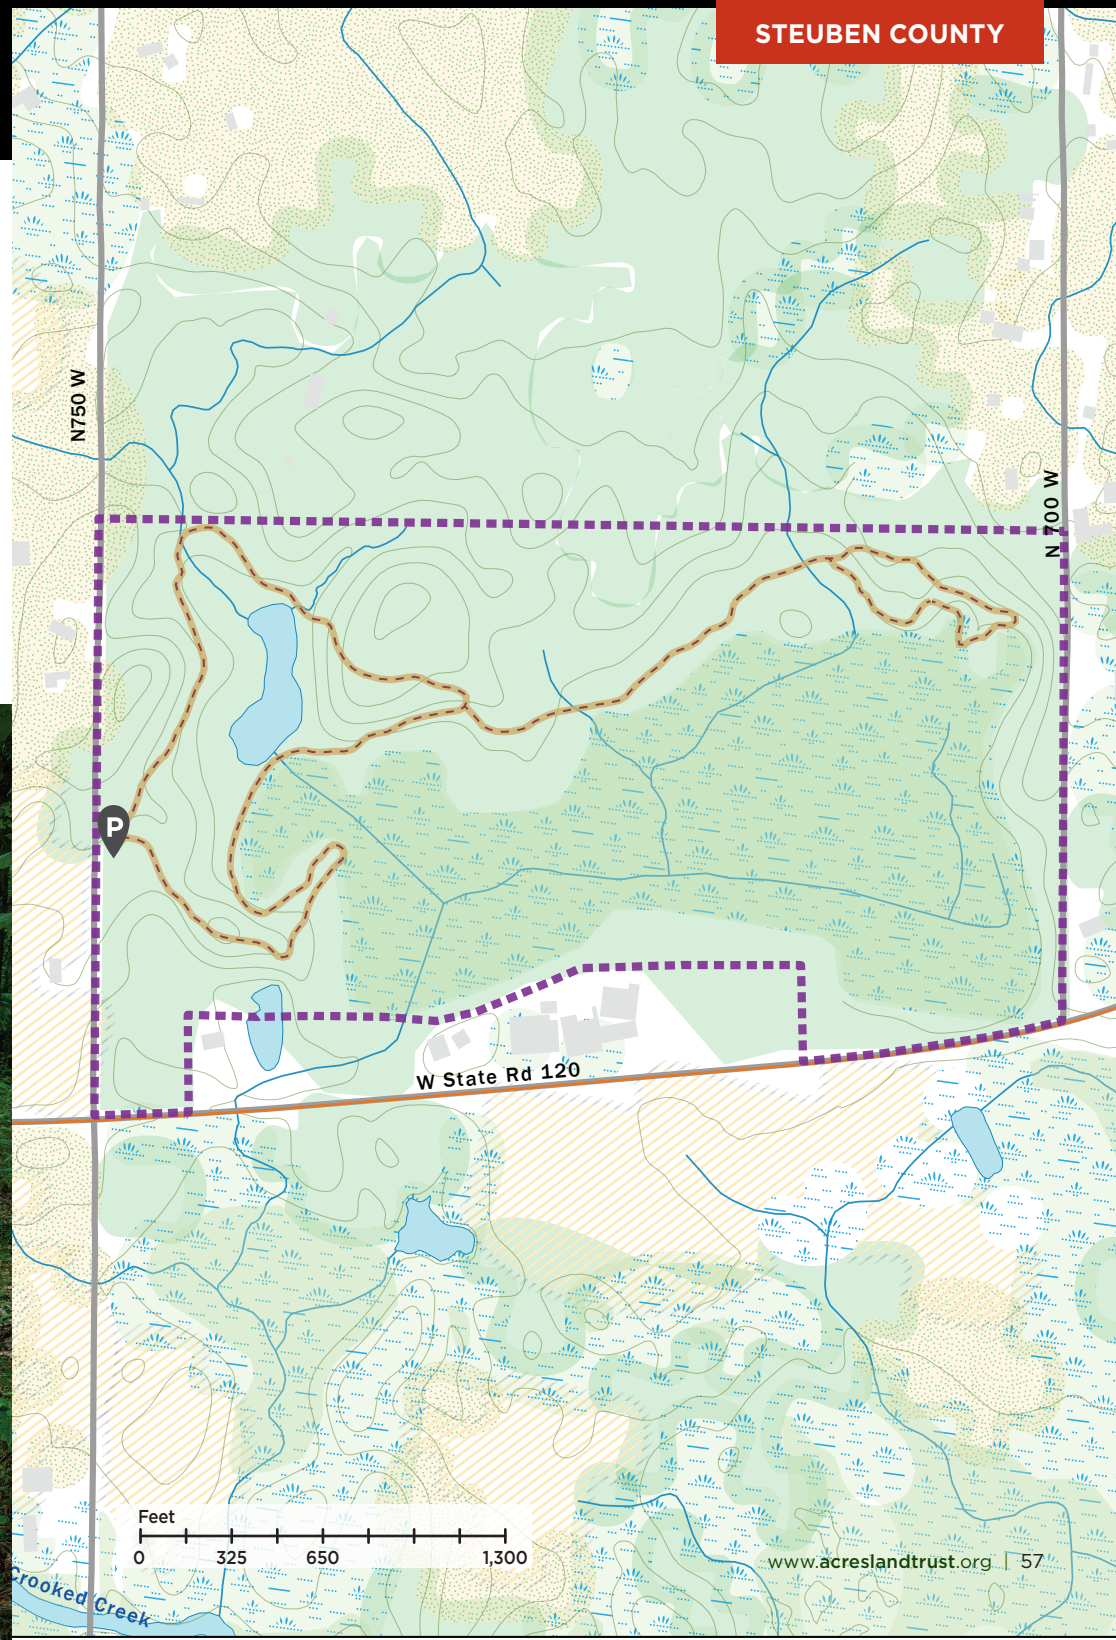 STEUBEN COUNTY
N750 W
N 700 W
P
W State Rd 120
Feet
0 325 650 1,300
www.acreslandtrust.org | 57
Crooked Creek